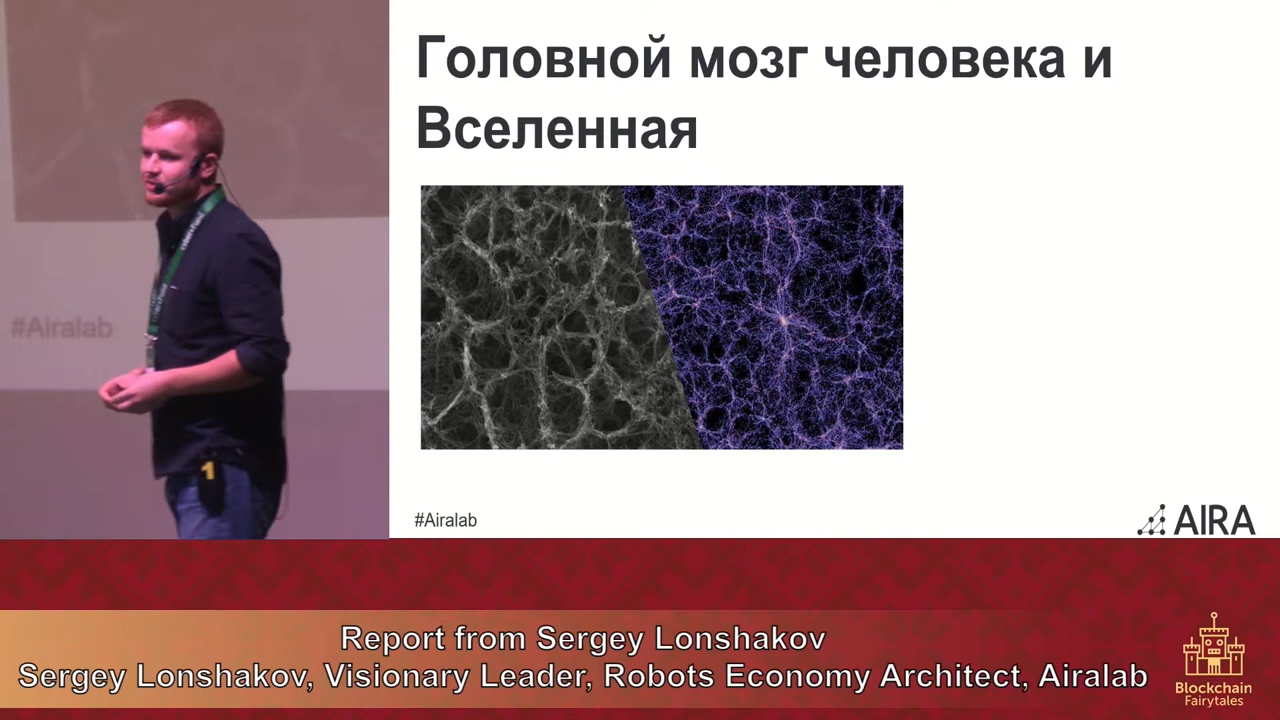 Головной мозг человека и
Вселенная
#Airalab
1
#Airalab
AIRA
Report from Sergey Lonshakov
Sergey Lonshakov, Visionary Leader, Robots Economy Architect, Airalab
Blockchain
Fairytales